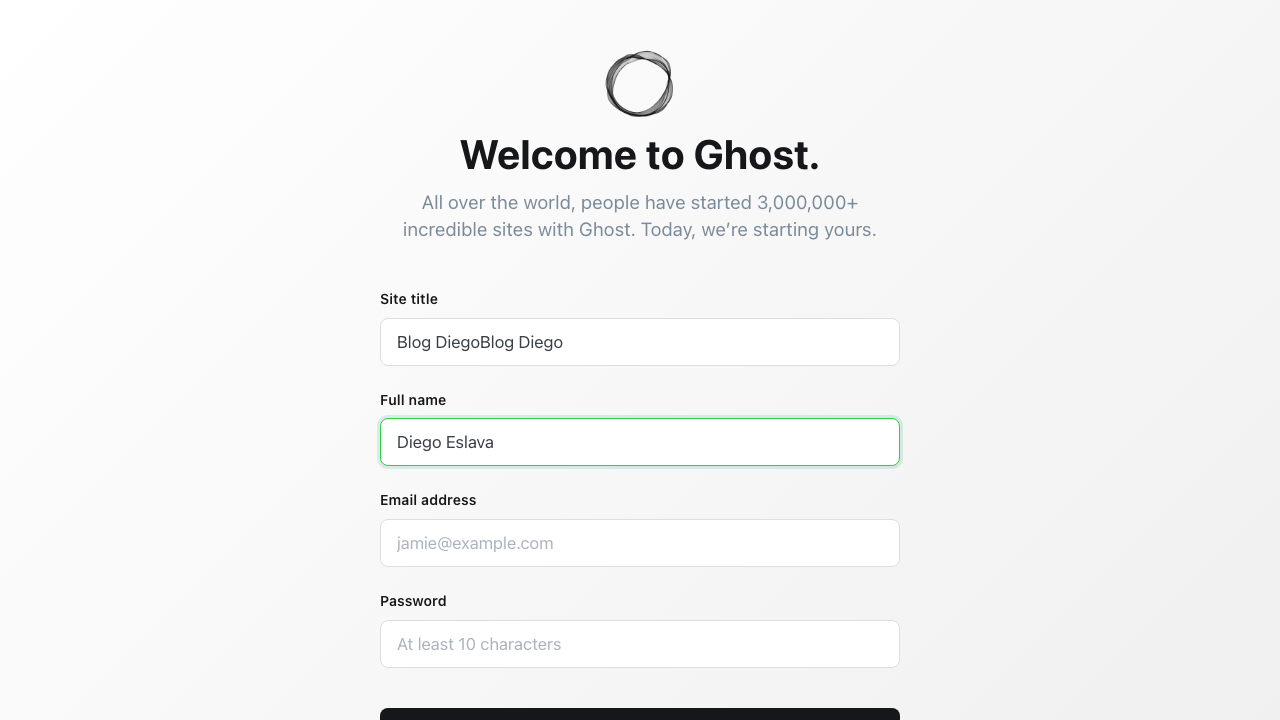 Welcome to Ghost.
All over the world, people have started 3,000,000+
incredible sites with Ghost. Today, we’re starting yours.
Site title
Blog DiegoBlog Diego
Full name
Diego Eslava
Email address
jamie@example.com
Password
At least 10 characters